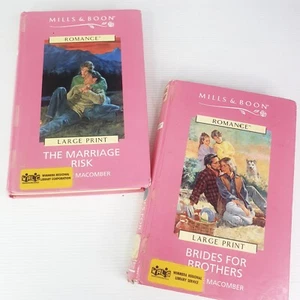 MILLS & BOON
ROMANCE
LARGE PRINT
THE MARRIAGE
RISK
MACOMBER
MILLS & BOON
ROMANCE
LARGE PRINT
BRIDES FOR
BROTHERS
MACOMBER